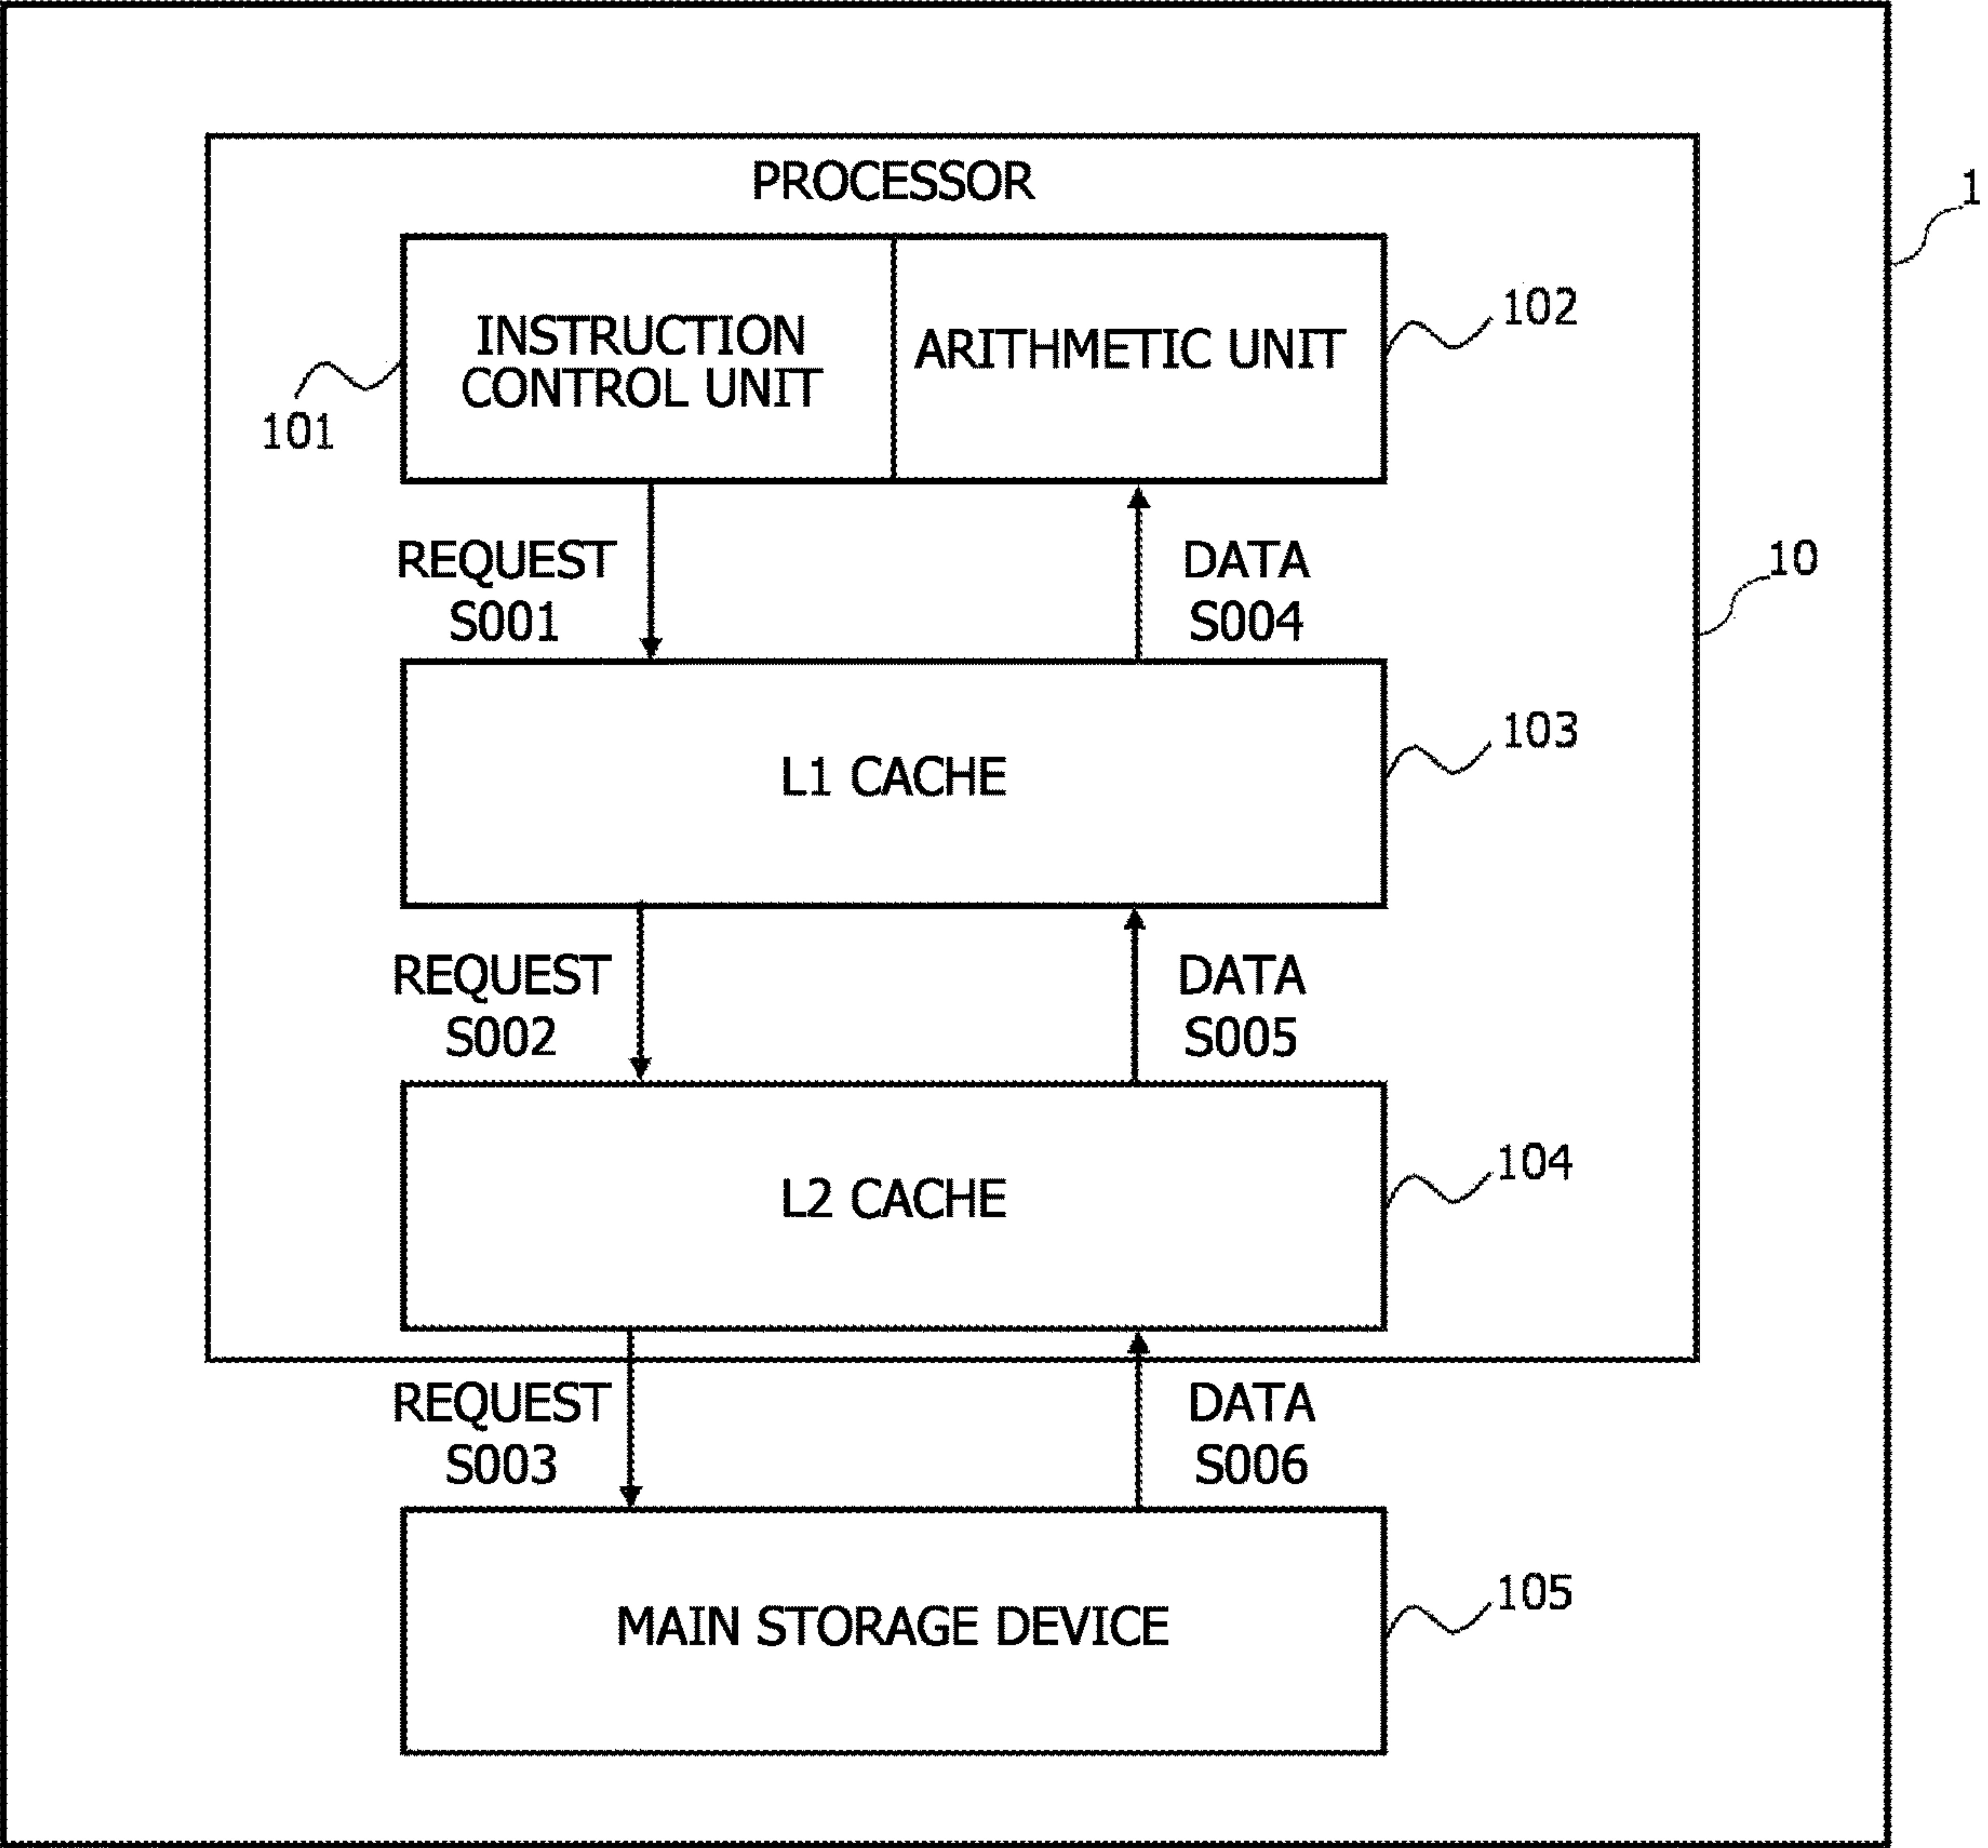 1
PROCESSOR
INSTRUCTION
CONTROL UNIT
ARITHMETIC UNIT
102
101
REQUEST
S001
DATA
S004
10
L1 CACHE
103
REQUEST
S002
DATA
S005
L2 CACHE
104
REQUEST
S003
DATA
S006
MAIN STORAGE DEVICE
105